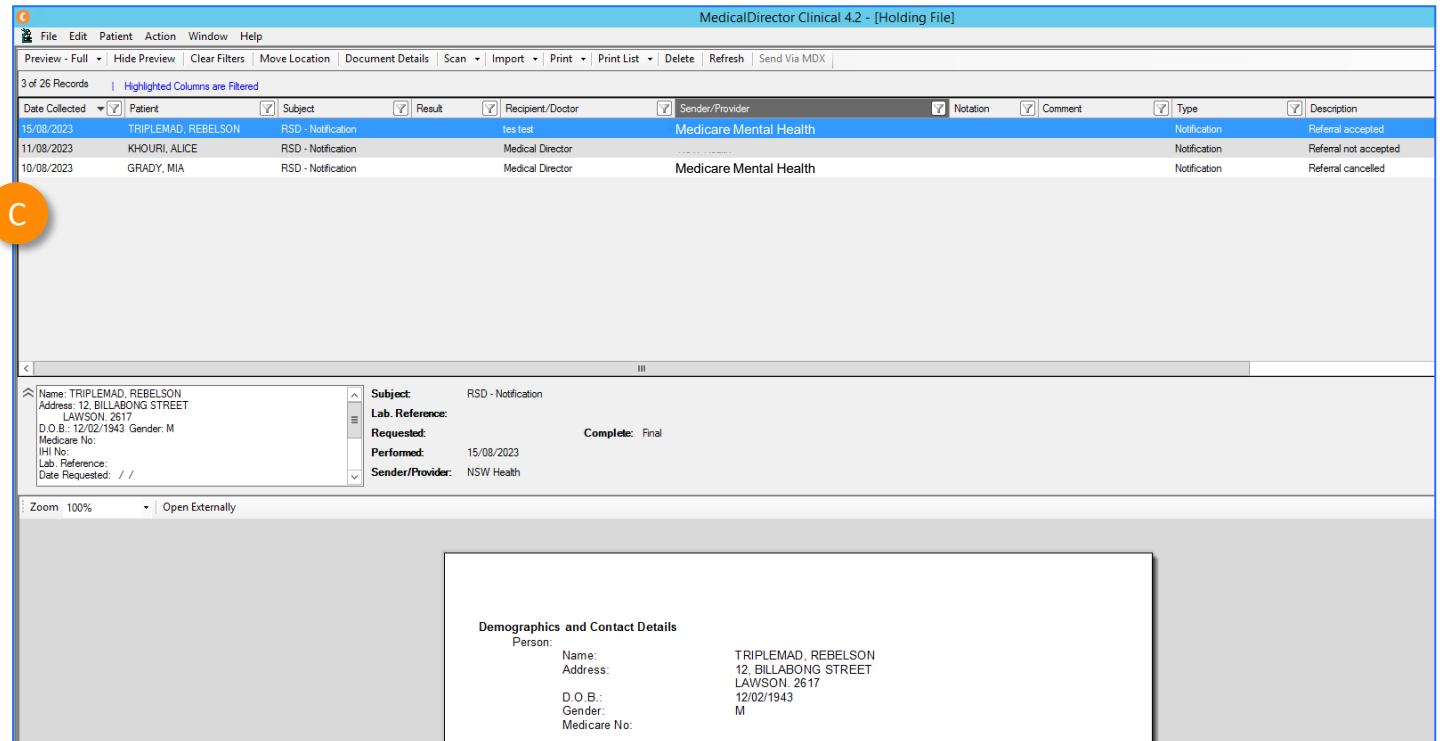 MedicalDirector Clinical 4.2 - [Holding File]
File Edit Patient Action Window Help
Preview - Full Hide Preview Clear Filters Move Location Document Details Scan Import Print Print List Delete Refresh Send Via MDX
3 of 26 Records | Highlighted Columns are Filtered
Date Collected Patient Subject Result Recipient/Doctor Sender/Provider Notation Comment Type Description
15/08/2023 TRIPLEMAD, REBELSON RSD - Notification tes test Medicare Mental Health Notification Referral accepted
11/08/2023 KHOURI, ALICE RSD - Notification Medical Director Notification Referral not accepted
10/08/2023 GRADY, MIA RSD - Notification Medical Director Medicare Mental Health Notification Referral cancelled
C
Name: TRIPLEMAD, REBELSON
Address: 12, BILLABONG STREET
LAWSON. 2617
D.O.B.: 12/02/1943 Gender: M
Medicare No:
IHI No:
Lab. Reference:
Date Requested: / /
Subject: RSD - Notification
Lab. Reference:
Requested: Complete: Final
Performed: 15/08/2023
Sender/Provider: NSW Health
Zoom 100% Open Externally
Demographics and Contact Details
Person:
Name: TRIPLEMAD, REBELSON
Address: 12, BILLABONG STREET
LAWSON. 2617
D.O.B.: 12/02/1943
Gender: M
Medicare No: